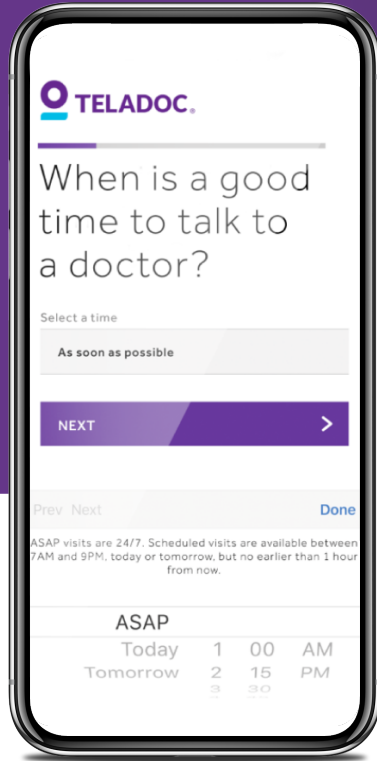 TELADOC.
When is a good
time to talk to
a doctor?
Select a time
As soon as possible
NEXT
Prev Next Done
ASAP visits are 24/7. Scheduled visits are available between
7AM and 9PM, today or tomorrow, but no earlier than 1 hour
from now.
ASAP
Today 1 00 AM
Tomorrow 2 15 PM
3 30